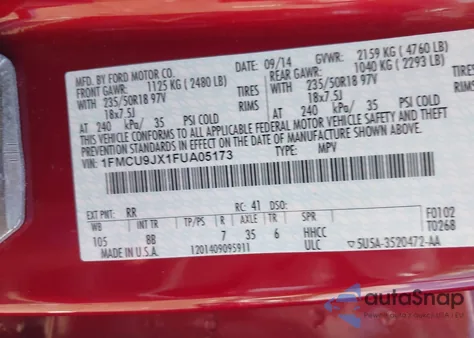 MFD. BY FORD MOTOR CO.
DATE: 09/14 GVWR: 2159 KG ( 4760 LB)
FRONT GAWR: 1125 KG ( 2480 LB) REAR GAWR: 1040 KG ( 2293 LB)
WITH 235/50R18 97V TIRES WITH 235/50R18 97V TIRES
18x7.5J RIMS 18x7.5J RIMS
AT 240 kPa/ 35 PSI COLD AT 240 kPa/ 35 PSI COLD
THIS VEHICLE CONFORMS TO ALL APPLICABLE FEDERAL MOTOR VEHICLE SAFETY AND THEFT
PREVENTION STANDARDS IN EFFECT ON THE DATE OF MANUFACTURE SHOWN ABOVE.
1FMCU9JX1FUA05173 TYPE: MPV
EXT PNT: RR RC: 41 DSO: F0102
WB INT TR TP/PS R AXLE TR SPR T0268
105 8B 7 35 6 HHCC
MADE IN U.S.A. 1201409095911 ULC 5U5A-3520472-AA
autoSnap